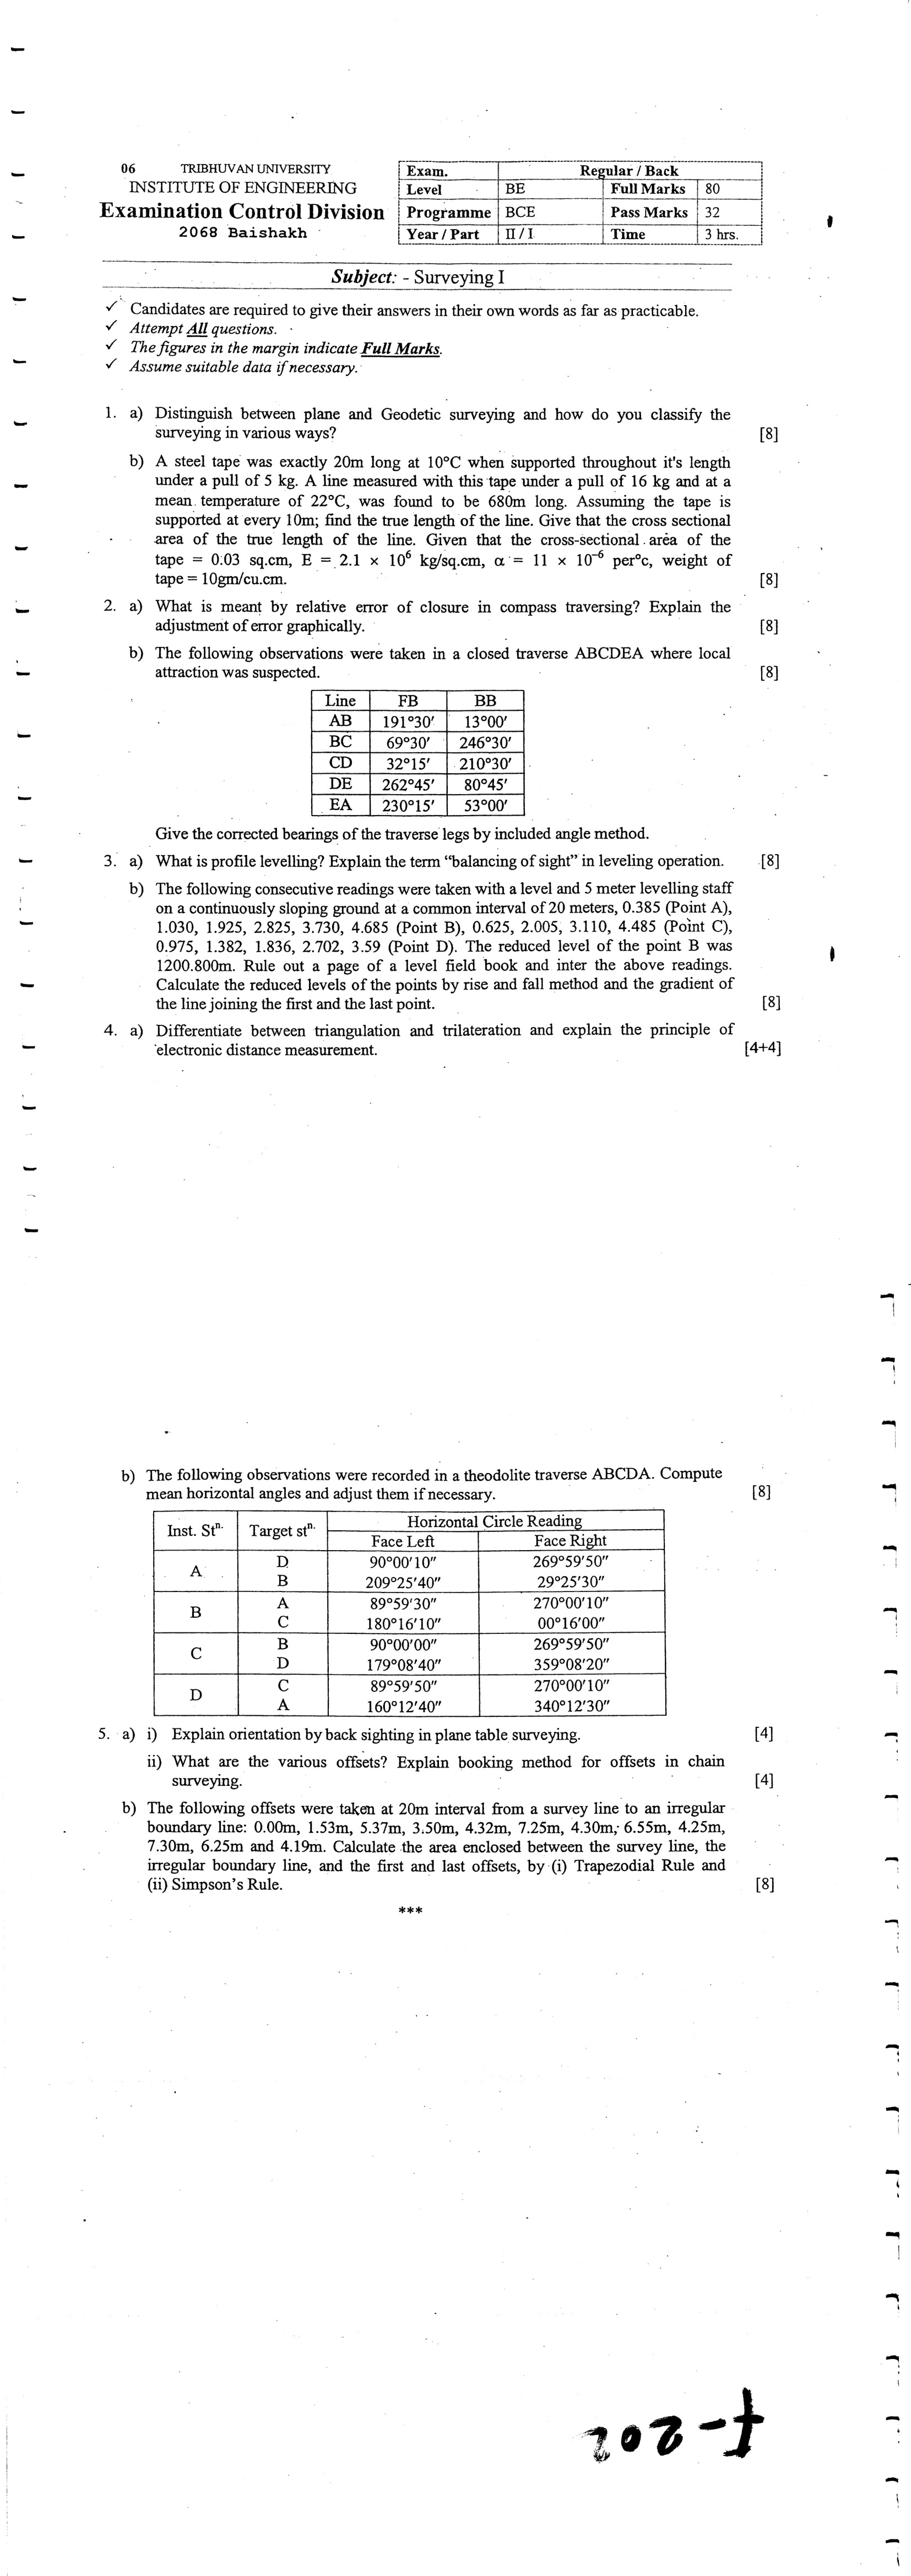 06 TRIBHUVAN UNIVERSITY
INSTITUTE OF ENGINEERING
Examination Control Division
2068 Baishakh
Exam. Regular / Back
Level BE Full Marks 80
Programme BCE Pass Marks 32
Year / Part II / I Time 3 hrs.
Subject: - Surveying I
✓ Candidates are required to give their answers in their own words as far as practicable.
✓ Attempt All questions.
✓ The figures in the margin indicate Full Marks.
✓ Assume suitable data if necessary.
1. a) Distinguish between plane and Geodetic surveying and how do you classify the
surveying in various ways? [8]
b) A steel tape was exactly 20m long at 10°C when supported throughout it's length
under a pull of 5 kg. A line measured with this tape under a pull of 16 kg and at a
mean temperature of 22°C, was found to be 680m long. Assuming the tape is
supported at every 10m; find the true length of the line. Give that the cross sectional
area of the true length of the line. Given that the cross-sectional area of the
tape = 0.03 sq.cm, E = 2.1 × 10⁶ kg/sq.cm, α = 11 × 10⁻⁶ per°c, weight of
tape = 10gm/cu.cm. [8]
2. a) What is meant by relative error of closure in compass traversing? Explain the
adjustment of error graphically. [8]
b) The following observations were taken in a closed traverse ABCDEA where local
attraction was suspected. [8]
Line FB BB
AB 191°30′ 13°00′
BC 69°30′ 246°30′
CD 32°15′ 210°30′
DE 262°45′ 80°45′
EA 230°15′ 53°00′
Give the corrected bearings of the traverse legs by included angle method.
3. a) What is profile levelling? Explain the term “balancing of sight” in leveling operation. [8]
b) The following consecutive readings were taken with a level and 5 meter levelling staff
on a continuously sloping ground at a common interval of 20 meters, 0.385 (Point A),
1.030, 1.925, 2.825, 3.730, 4.685 (Point B), 0.625, 2.005, 3.110, 4.485 (Point C),
0.975, 1.382, 1.836, 2.702, 3.59 (Point D). The reduced level of the point B was
1200.800m. Rule out a page of a level field book and inter the above readings.
Calculate the reduced levels of the points by rise and fall method and the gradient of
the line joining the first and the last point. [8]
4. a) Differentiate between triangulation and trilateration and explain the principle of
electronic distance measurement. [4+4]
b) The following observations were recorded in a theodolite traverse ABCDA. Compute
mean horizontal angles and adjust them if necessary. [8]
Inst. Stⁿ· Target stⁿ· Horizontal Circle Reading
Face Left Face Right
A D 90°00′10″ 269°59′50″
B 209°25′40″ 29°25′30″
B A 89°59′30″ 270°00′10″
C 180°16′10″ 00°16′00″
C B 90°00′00″ 269°59′50″
D 179°08′40″ 359°08′20″
D C 89°59′50″ 270°00′10″
A 160°12′40″ 340°12′30″
5. a) i) Explain orientation by back sighting in plane table surveying. [4]
ii) What are the various offsets? Explain booking method for offsets in chain
surveying. [4]
b) The following offsets were taken at 20m interval from a survey line to an irregular
boundary line: 0.00m, 1.53m, 5.37m, 3.50m, 4.32m, 7.25m, 4.30m, 6.55m, 4.25m,
7.30m, 6.25m and 4.19m. Calculate the area enclosed between the survey line, the
irregular boundary line, and the first and last offsets, by (i) Trapezodial Rule and
(ii) Simpson's Rule. [8]
***